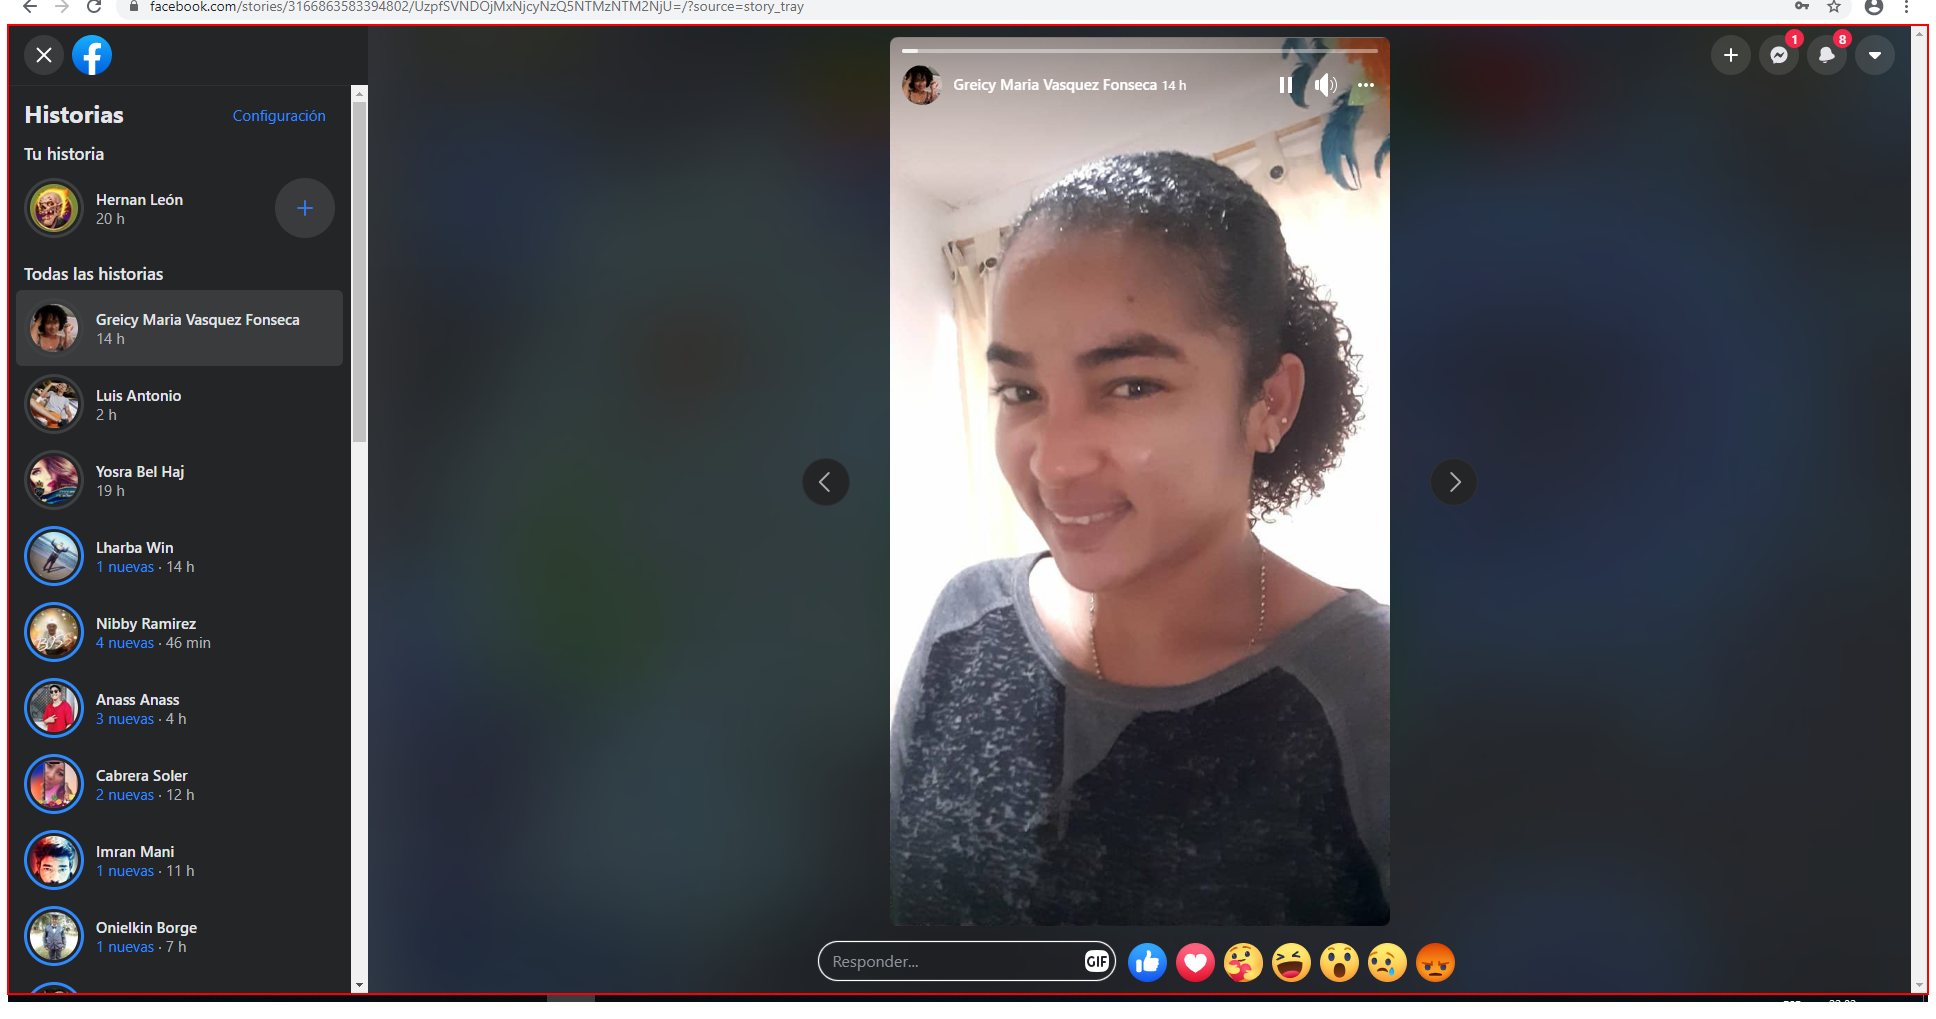 facebook.com/stories/3166863583394802/UzpfSVNDOjMxNjcyNzQ5NTMzNTM2NjU=/?source=story_tray
1
8
Historias
Configuración
Tu historia
Hernan León
20 h
Todas las historias
Greicy Maria Vasquez Fonseca
14 h
Luis Antonio
2 h
Yosra Bel Haj
19 h
Lharba Win
1 nuevas · 14 h
Nibby Ramirez
4 nuevas · 46 min
Anass Anass
3 nuevas · 4 h
Cabrera Soler
2 nuevas · 12 h
Imran Mani
1 nuevas · 11 h
Onielkin Borge
1 nuevas · 7 h
Greicy Maria Vasquez Fonseca 14 h
Responder...
GIF